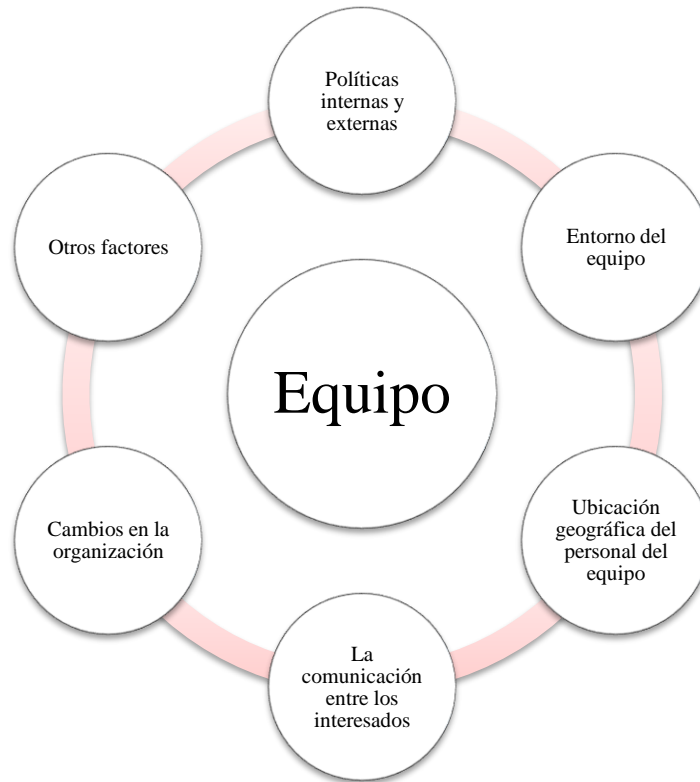 Políticas
internas y
externas
Entorno del
equipo
Ubicación
geográfica del
personal del
equipo
La
comunicación
entre los
interesados
Cambios en la
organización
Otros factores
Equipo